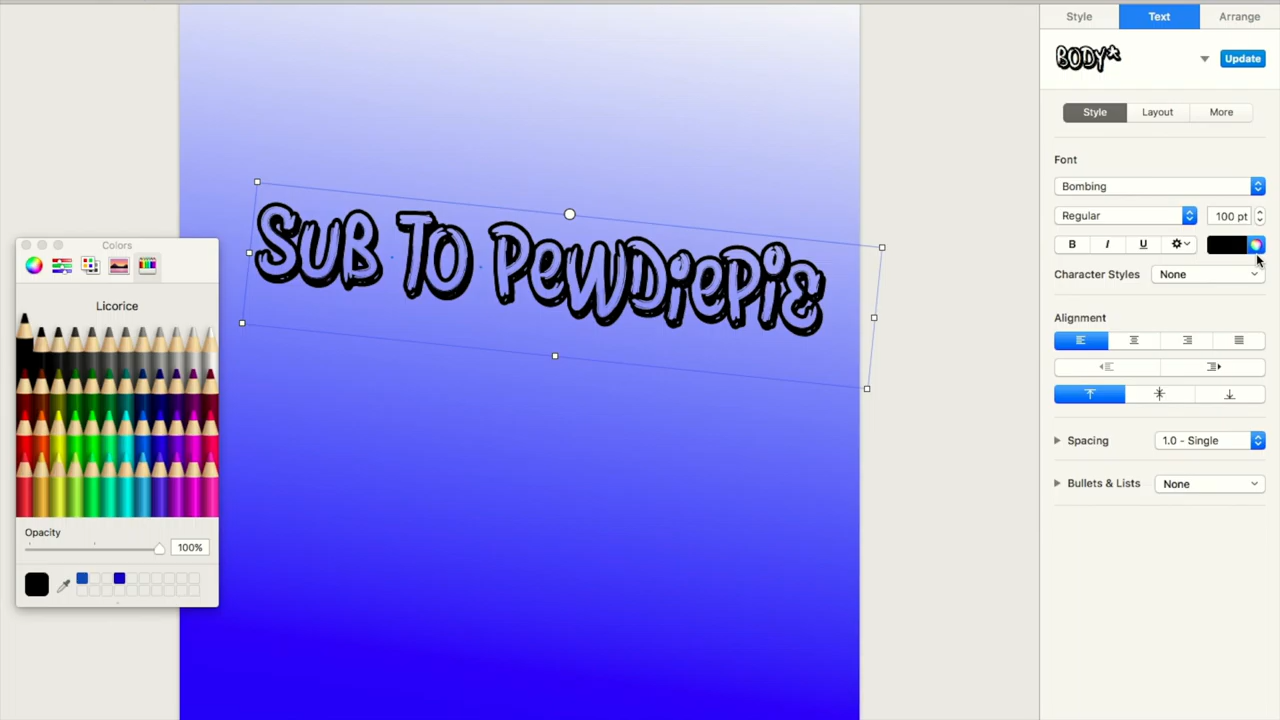 Style Text Arrange
BODY* Update
Style Layout More
Font
Bombing
Regular 100 pt
B I U
Character Styles None
Alignment
Spacing 1.0 - Single
Bullets & Lists None
SUB TO PEWDiEPiE
Colors
Licorice
Opacity
100%